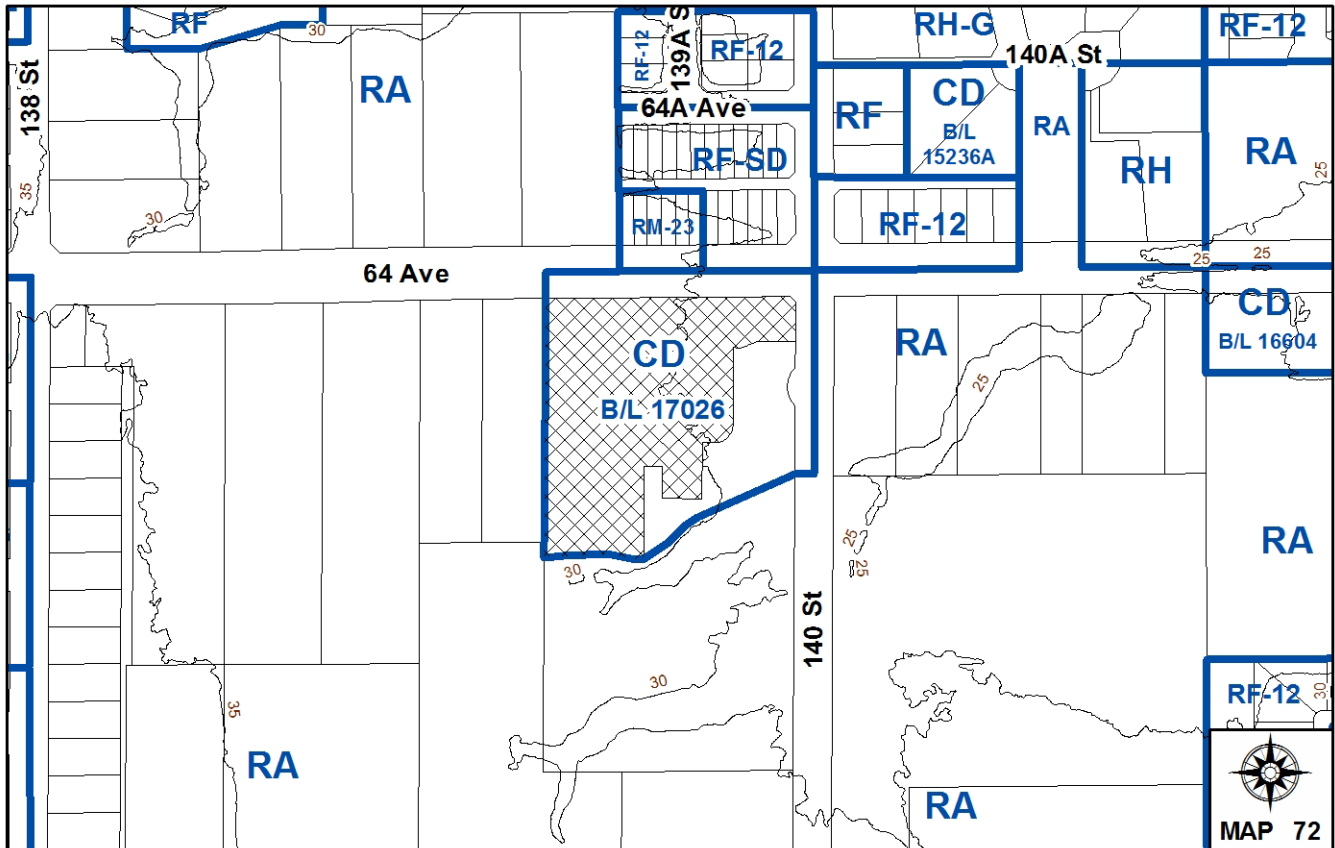 RF
30
RF-12
139A S
RF-12
RH-G
RF-12
140A St
138 St
RA
64A Ave
RF
CD
B/L
15236A
RA
RH
RA
25
RF-SD
35
30
RM-23
RF-12
64 Ave
25
25
CD
B/L 16604
CD
B/L 17026
RA
25
25
25
RA
30
140 St
30
35
RA
RF-12
30
RA
MAP 72